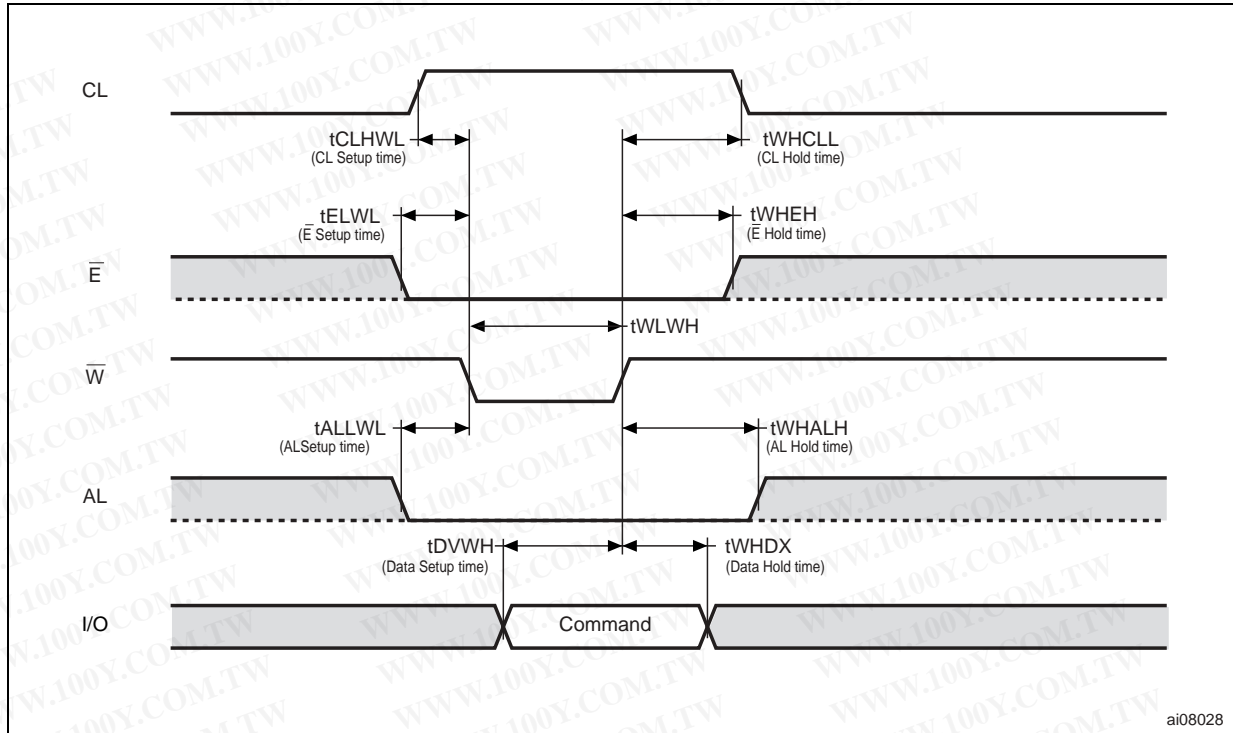 CL
tCLHWL
(CL Setup time)
tWHCLL
(CL Hold time)
tELWL
(E̅ Setup time)
tWHEH
(E̅ Hold time)
E̅
tWLWH
W̅
tALLWL
(ALSetup time)
tWHALH
(AL Hold time)
AL
tDVWH
(Data Setup time)
tWHDX
(Data Hold time)
I/O
Command
ai08028
WWW.100Y.COM.TW